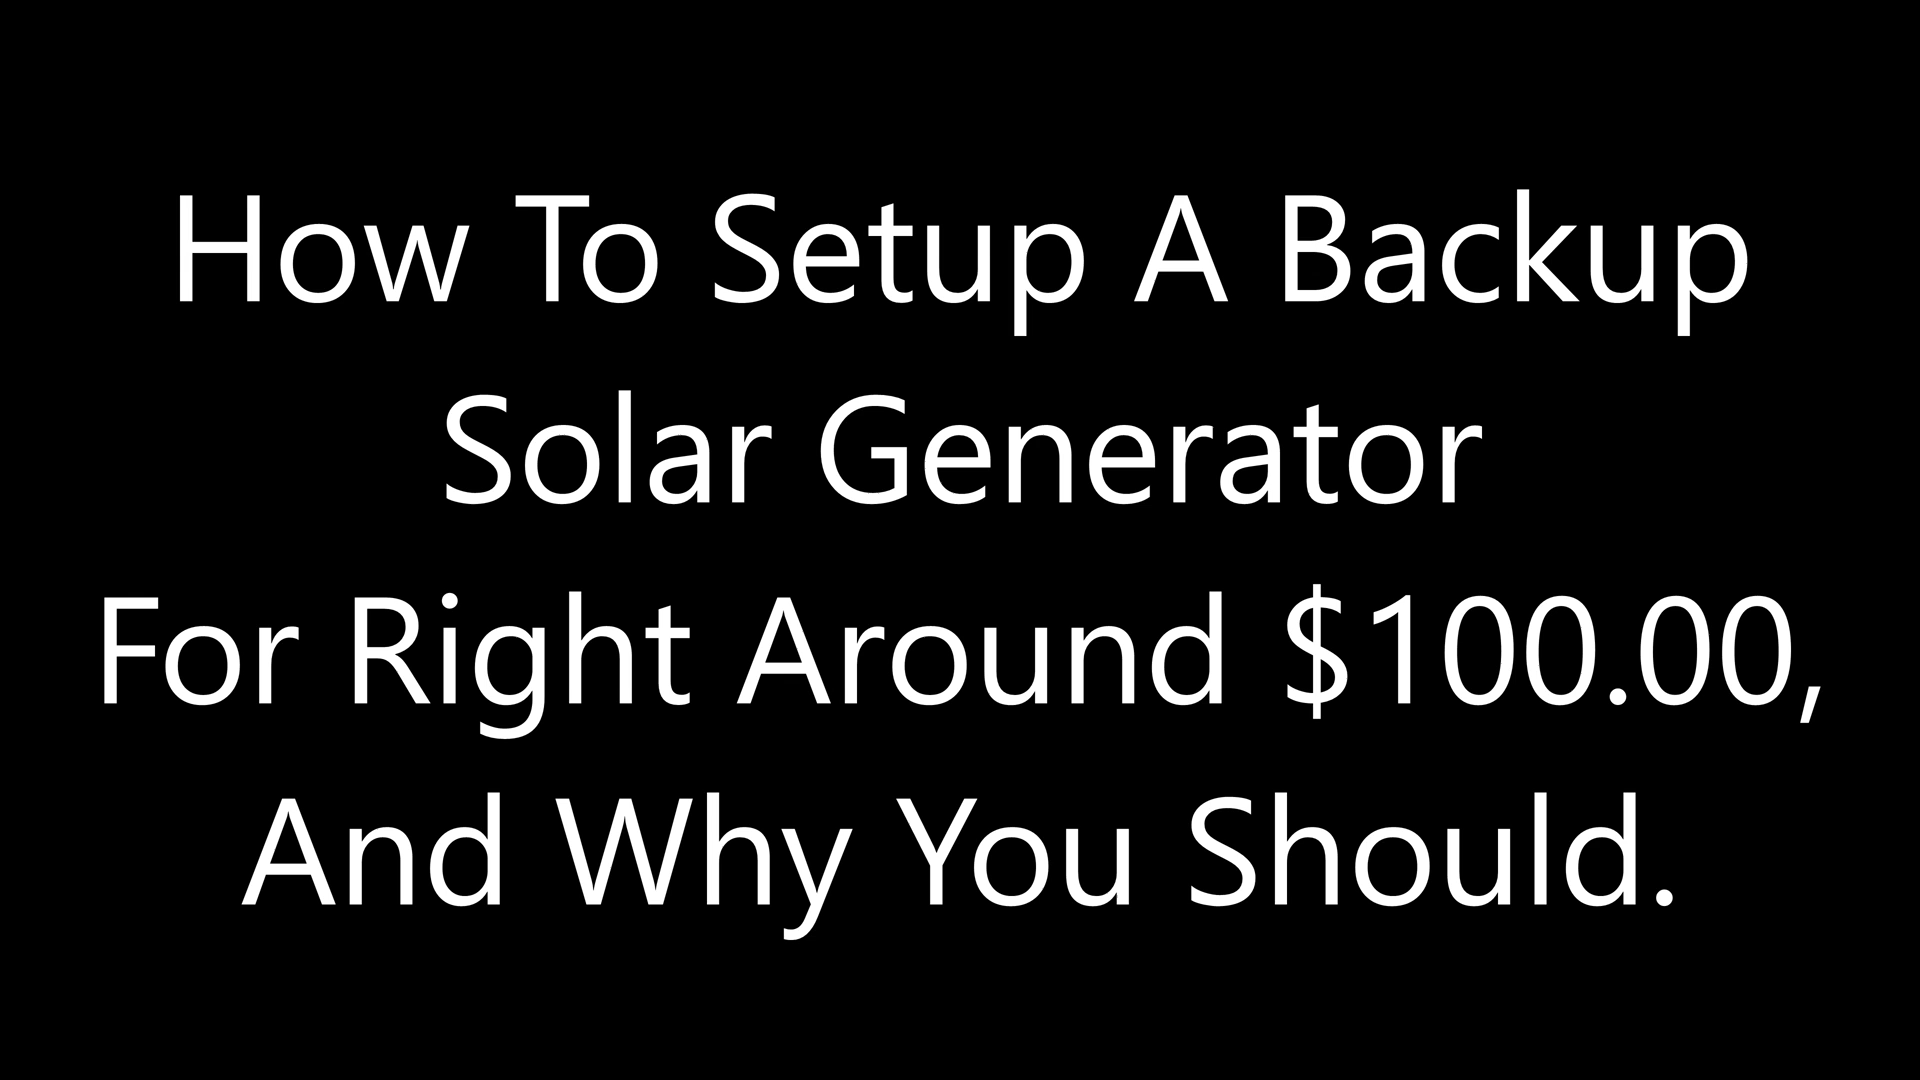 How To Setup A Backup
Solar Generator
For Right Around $100.00,
And Why You Should.